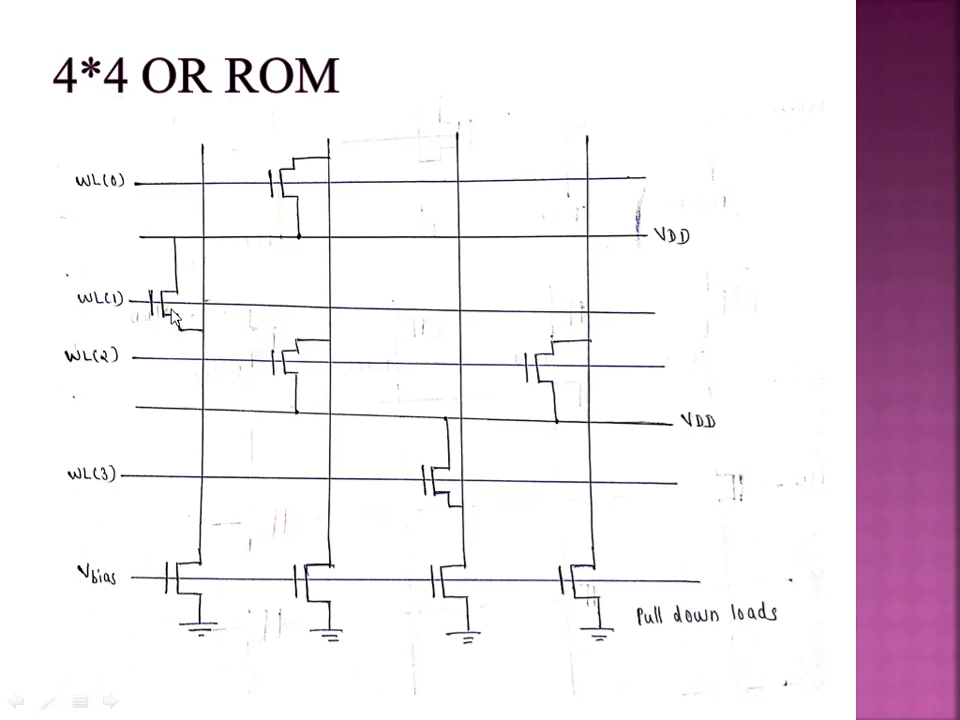 4*4 OR ROM
WL(0)
VDD
WL(1)
WL(2)
VDD
WL(3)
Vbias
Pull down loads